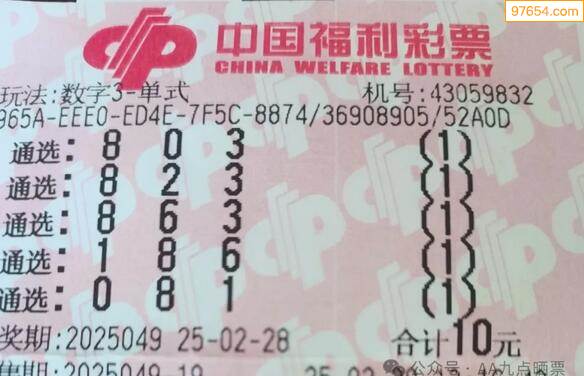 97654.com
中国福利彩票
CHINA WELFARE LOTTERY
玩法:数字3-单式 机号:43059832
965A-EEE0-ED4E-7F5C-8874/36908905/52A0D
通选: 8 0 3 (1)
通选: 8 2 3 (1)
通选: 8 6 3 (1)
通选: 1 8 6 (1)
通选: 0 8 1 (1)
奖期:2025049 25-02-28 合计10元
售期:2025049-19
公众号·AA九点晒票